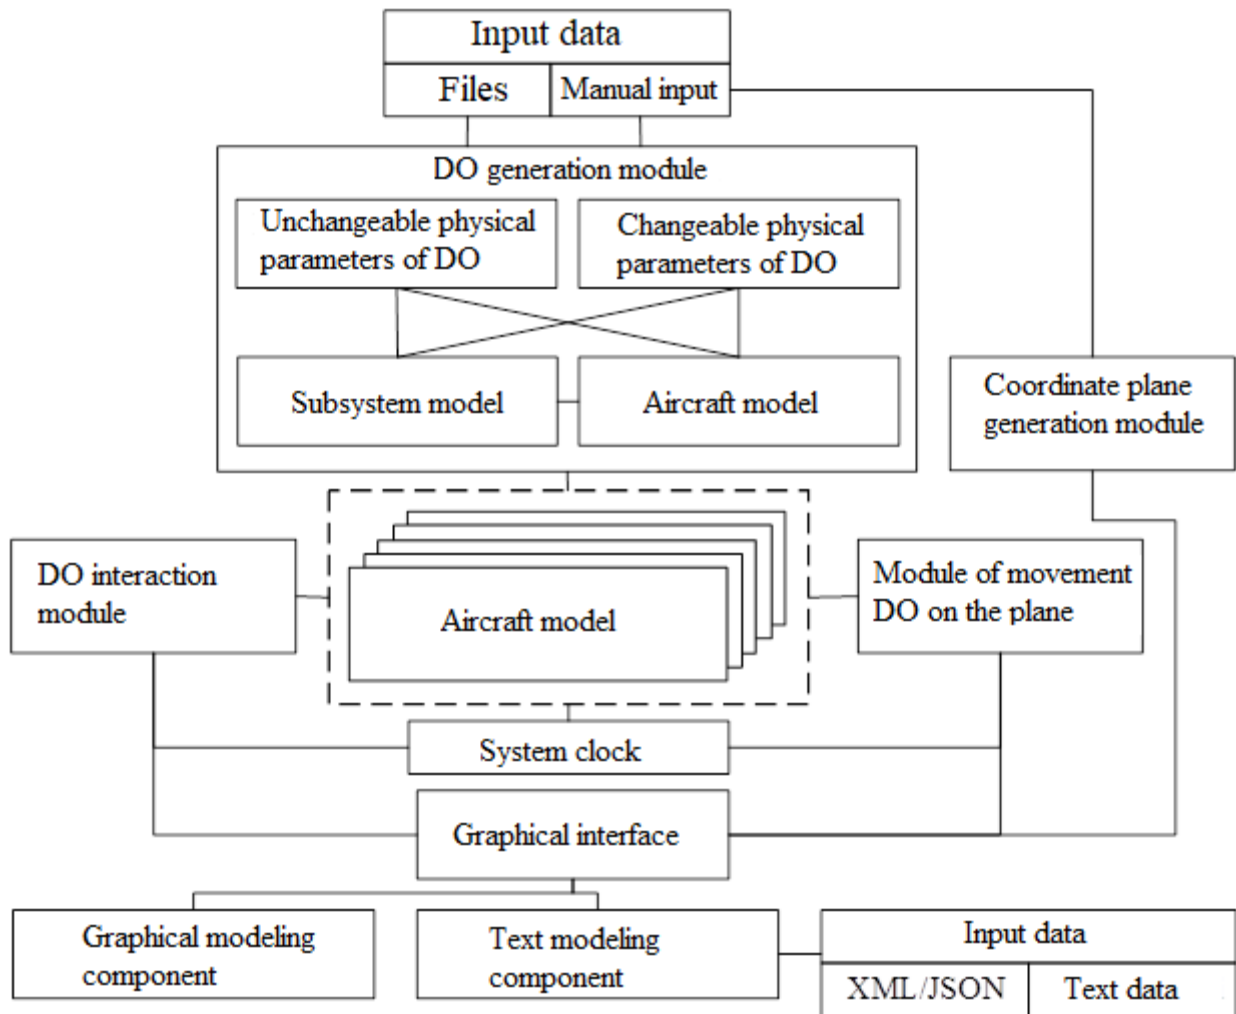 Input data
Files
Manual input
DO generation module
Unchangeable physical
parameters of DO
Changeable physical
parameters of DO
Subsystem model
Aircraft model
Coordinate plane
generation module
DO interaction
module
Aircraft model
Module of movement
DO on the plane
System clock
Graphical interface
Graphical modeling
component
Text modeling
component
Input data
XML/JSON
Text data